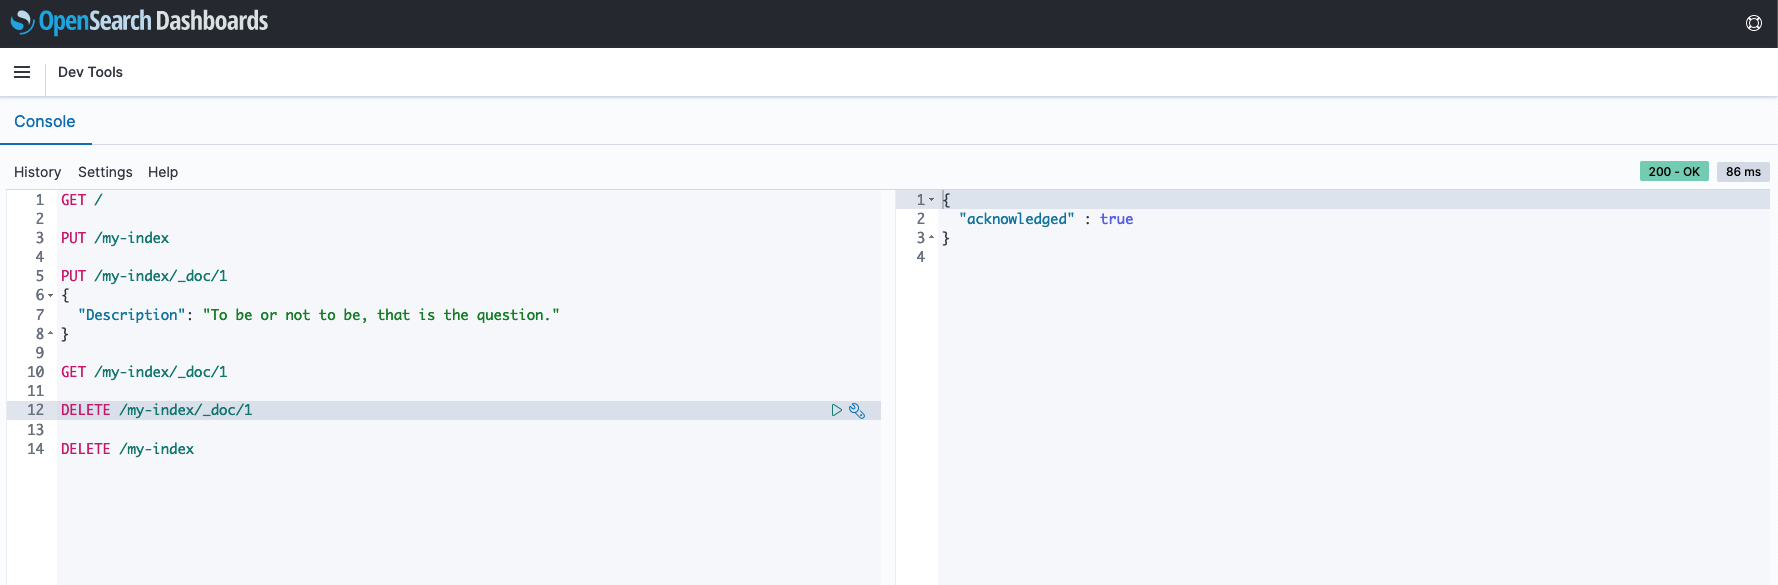 OpenSearch Dashboards
Dev Tools
Console
History Settings Help
200 - OK 86 ms
1 GET /
2
3 PUT /my-index
4
5 PUT /my-index/_doc/1
6 {
7 "Description": "To be or not to be, that is the question."
8 }
9
10 GET /my-index/_doc/1
11
12 DELETE /my-index/_doc/1
13
14 DELETE /my-index
1 {
2 "acknowledged" : true
3 }
4